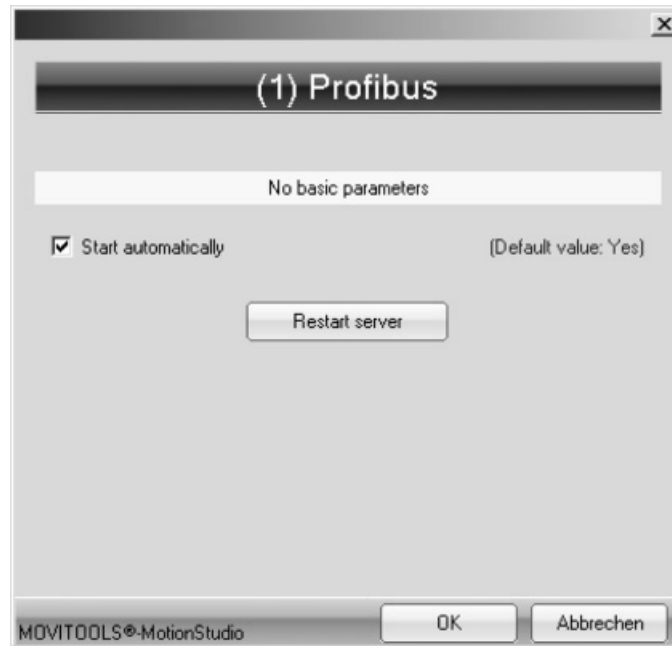 (1) Profibus
No basic parameters
Start automatically (Default value: Yes)
Restart server
MOVITOOLS®-MotionStudio OK Abbrechen